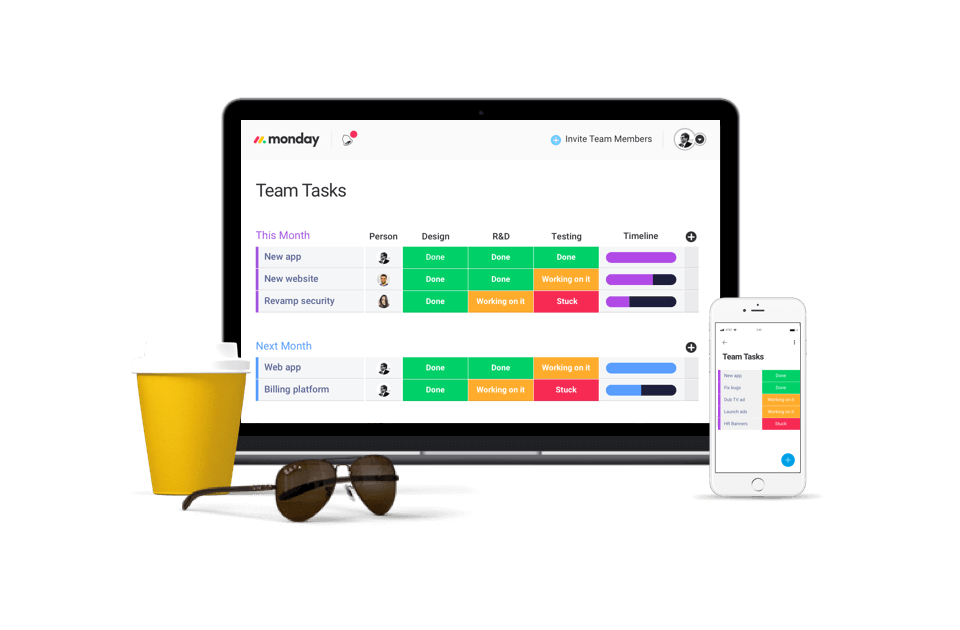 monday
Invite Team Members
Team Tasks
This Month Person Design R&D Testing Timeline
New app Done Done Done
New website Done Done Working on it
Revamp security Done Working on it Stuck
Next Month
Web app Done Done Working on it
Billing platform Done Working on it Stuck
Team Tasks
New app Done
Fix bugs Done
Dub TV ad Working on it
Launch ads Working on it
HR Banners Stuck